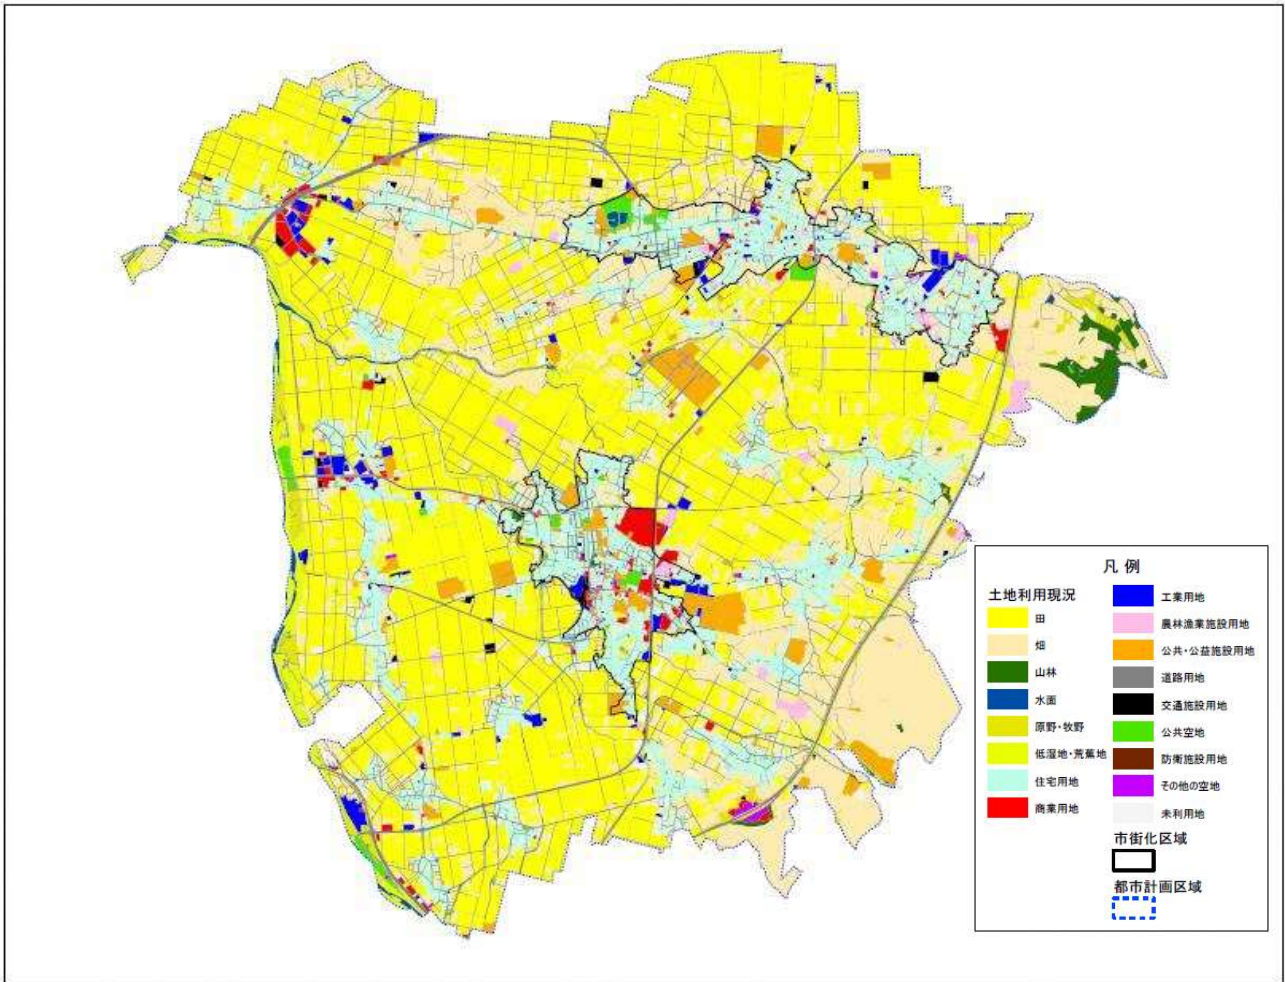 凡 例
土地利用現況
田
畑
山林
水面
原野・牧野
低湿地・荒蕪地
住宅用地
商業用地
工業用地
農林漁業施設用地
公共・公益施設用地
道路用地
交通施設用地
公共空地
防衛施設用地
その他の空地
未利用地
市街化区域
都市計画区域